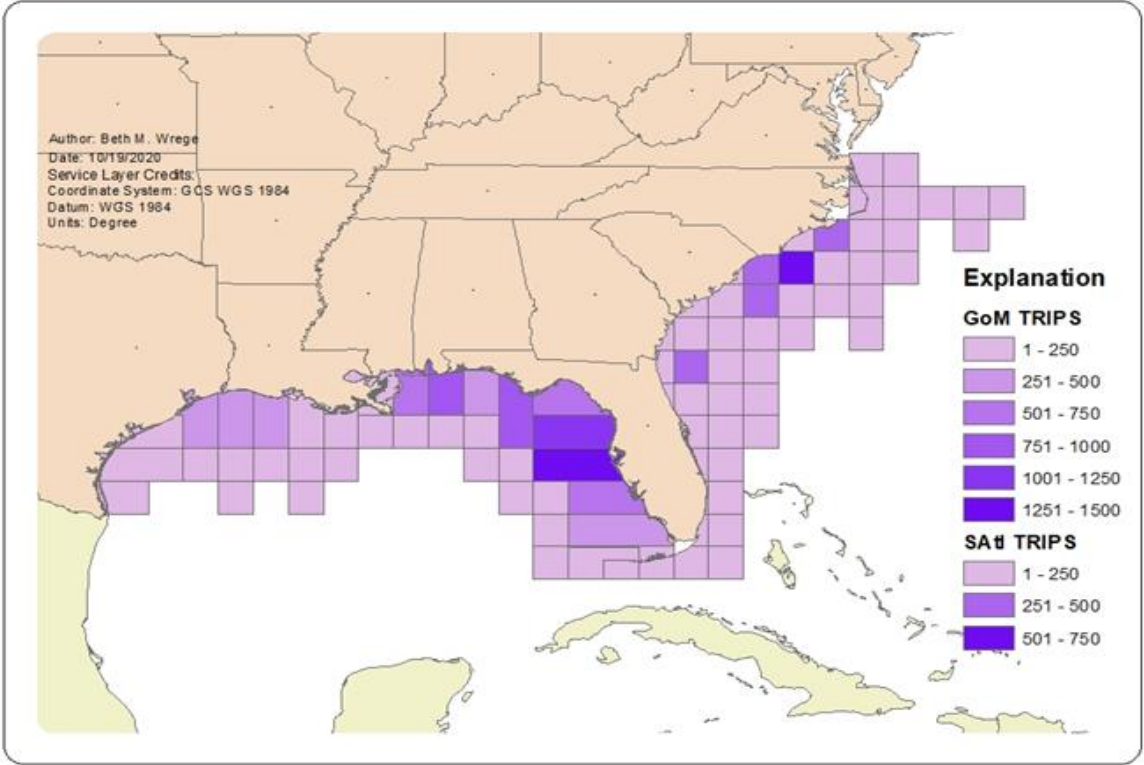 Author: Beth M. Wrege
Date: 10/19/2020
Service Layer Credits:
Coordinate System: GCS WGS 1984
Datum: WGS 1984
Units: Degree
Explanation
GoM TRIPS
1 - 250
251 - 500
501 - 750
751 - 1000
1001 - 1250
1251 - 1500
SAtl TRIPS
1 - 250
251 - 500
501 - 750